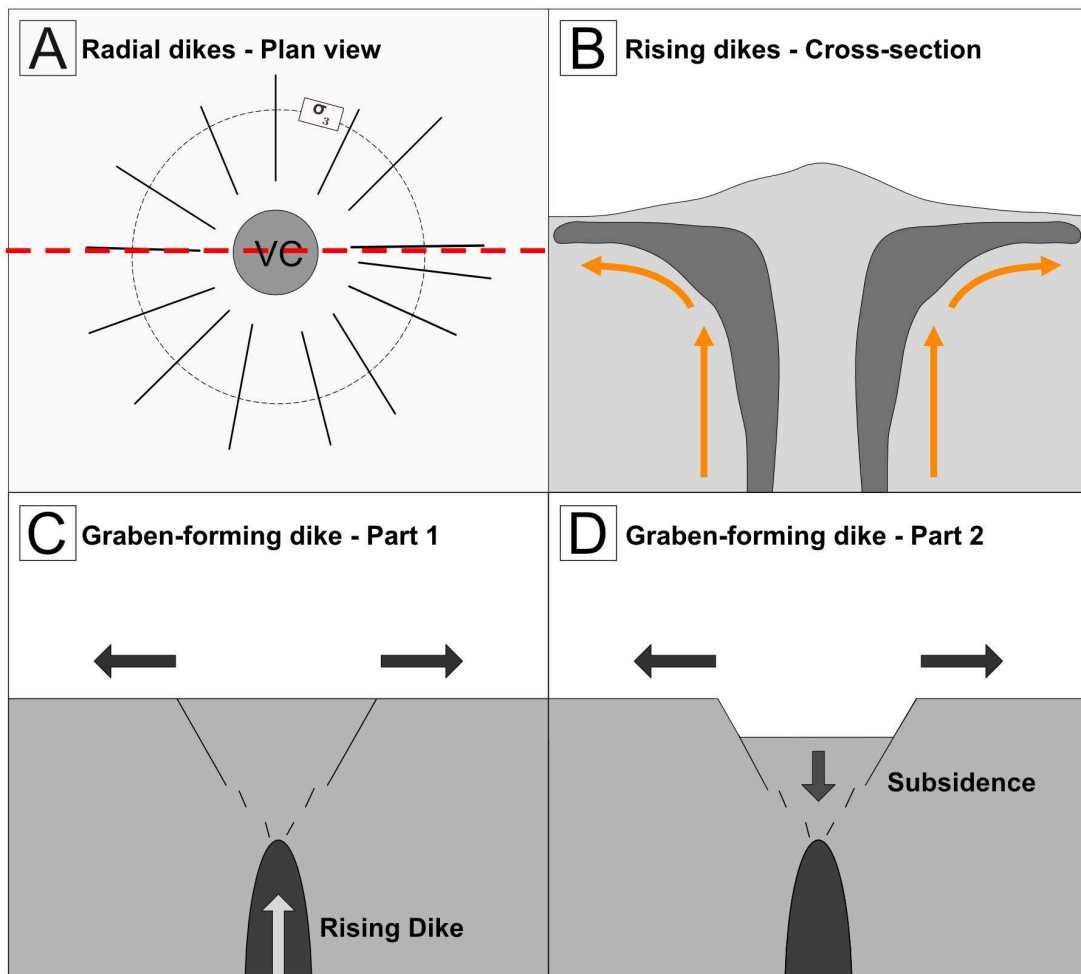 A Radial dikes - Plan view
σ3
VC
B Rising dikes - Cross-section
C Graben-forming dike - Part 1
Rising Dike
D Graben-forming dike - Part 2
Subsidence